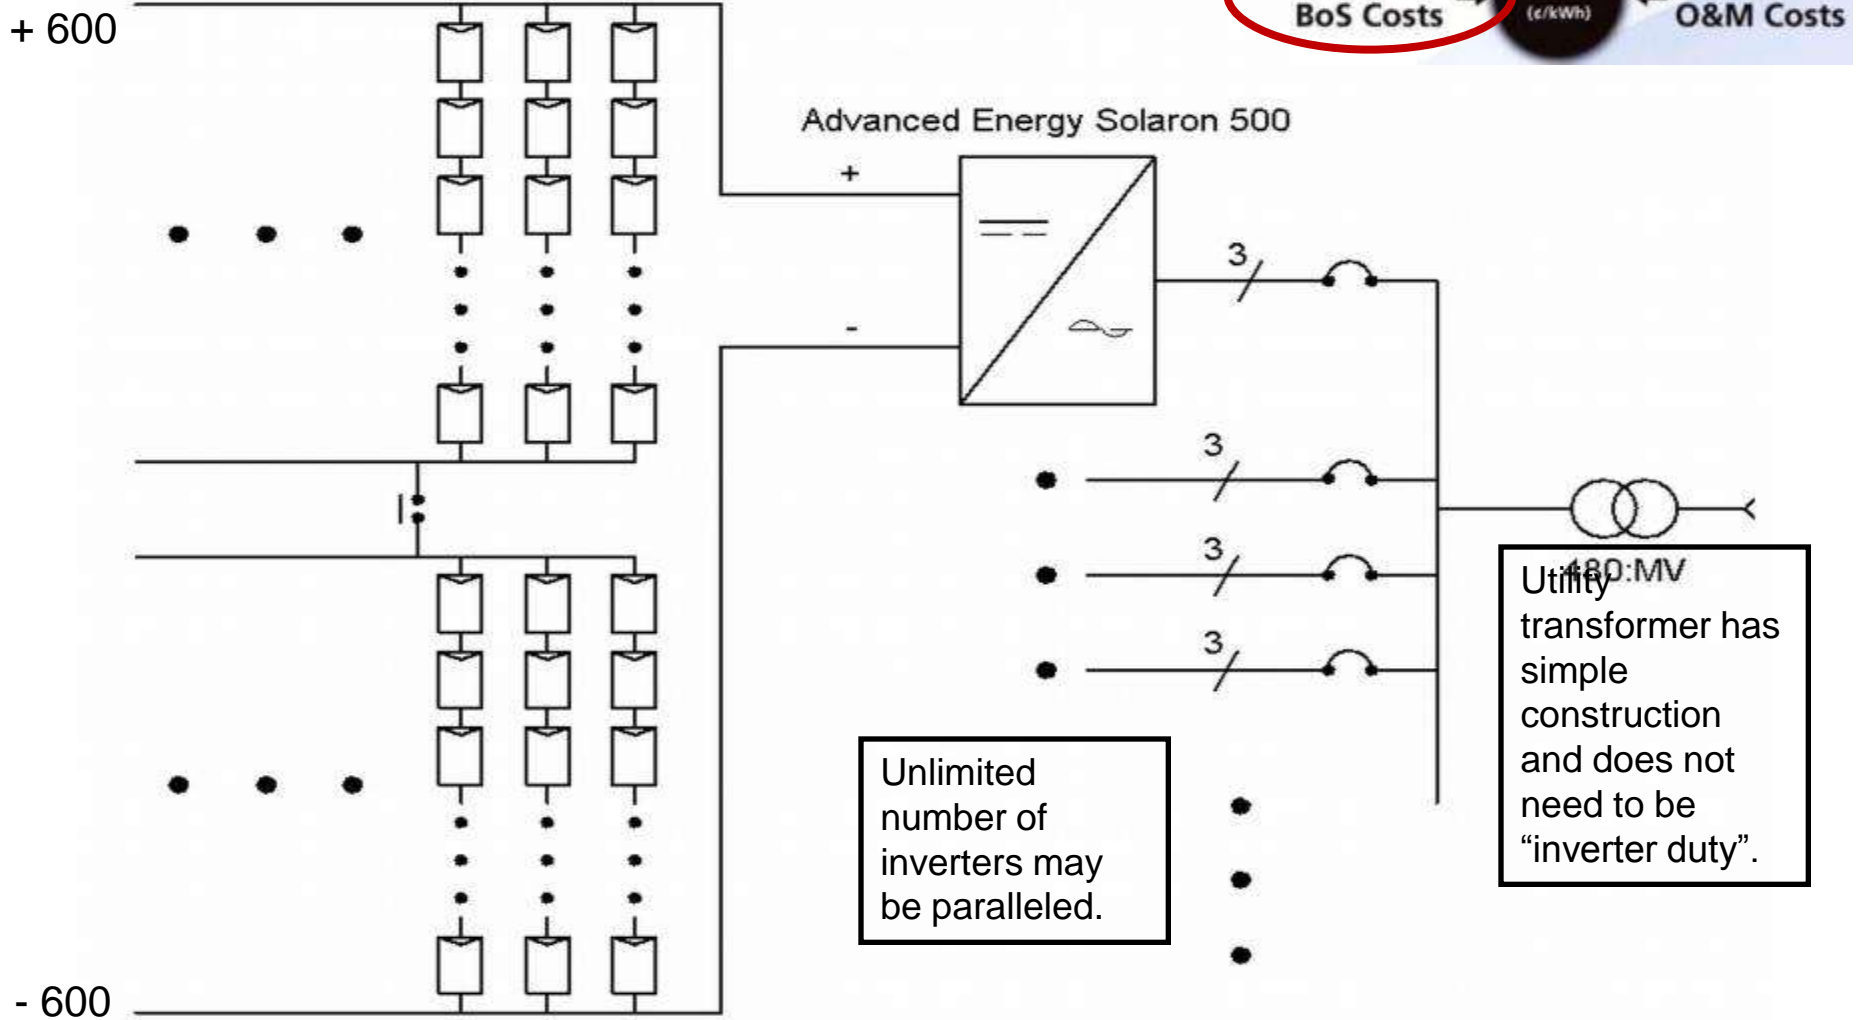 + 600
BoS Costs
(¢/kWh)
O&M Costs
Advanced Energy Solaron 500
+
-
3
3
3
3
480:MV
Utility
transformer has
simple
construction
and does not
need to be
“inverter duty”.
Unlimited
number of
inverters may
be paralleled.
- 600